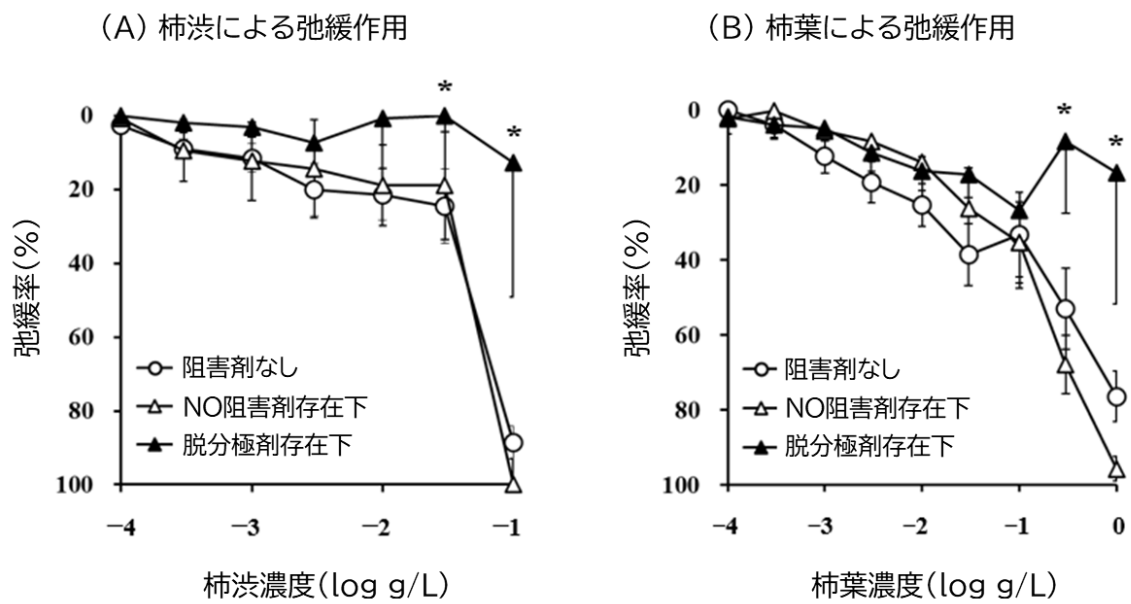 （A）柿渋による弛緩作用
*
*
0
20
40
60
80
100
弛緩率（%）
阻害剤なし
NO阻害剤存在下
脱分極剤存在下
−4
−3
−2
−1
柿渋濃度（log g/L）
（B）柿葉による弛緩作用
*
*
0
20
40
60
80
100
弛緩率（%）
阻害剤なし
NO阻害剤存在下
脱分極剤存在下
−4
−3
−2
−1
0
柿葉濃度（log g/L）